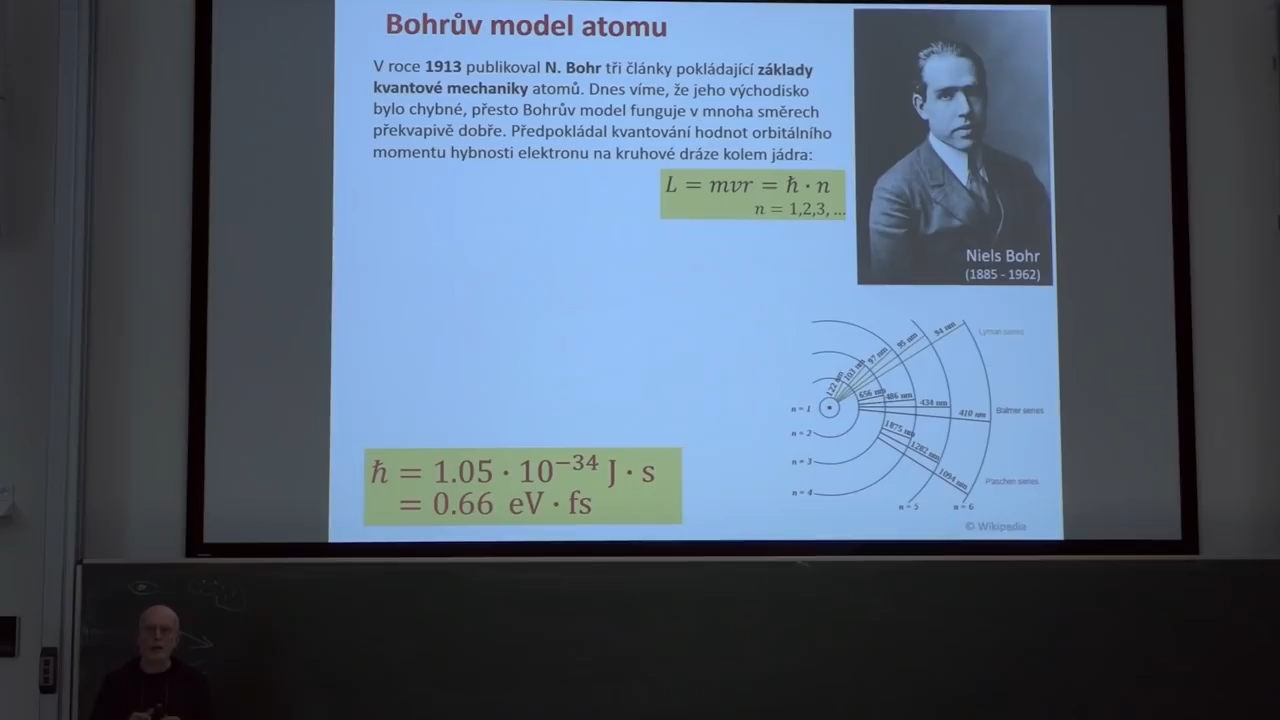 Bohrův model atomu
V roce 1913 publikoval N. Bohr tři články pokládající základy
kvantové mechaniky atomů. Dnes víme, že jeho východisko
bylo chybné, přesto Bohrův model funguje v mnoha směrech
překvapivě dobře. Předpokládal kvantování hodnot orbitálního
momentu hybnosti elektronu na kruhové dráze kolem jádra:
L = mvr = ℏ · n
n = 1,2,3, ...
Niels Bohr
(1885 - 1962)
Lyman series
94 nm
95 nm
97 nm
103 nm
122 nm
656 nm
486 nm
434 nm
410 nm
Balmer series
n = 1
1875 nm
n = 2
1282 nm
n = 3
1094 nm
Paschen series
n = 4
n = 5
n = 6
ℏ = 1.05 · 10⁻³⁴ J · s
= 0.66 eV · fs
© Wikipedia